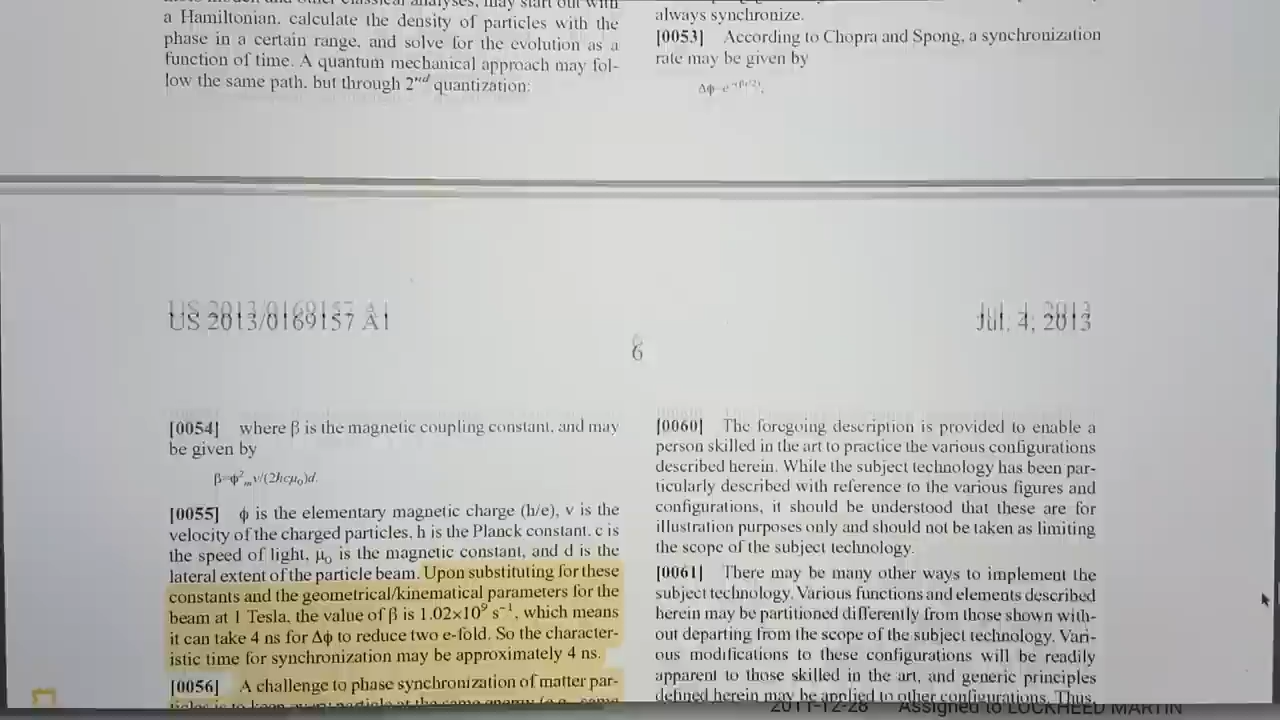 a Hamiltonian. calculate the density of particles with the
phase in a certain range, and solve for the evolution as a
function of time. A quantum mechanical approach may fol-
low the same path. but through 2nd quantization:
always synchronize.
[0053] According to Chopra and Spong, a synchronization
rate may be given by
US 2013/0169157 A1
Jul. 4, 2013
6
[0054] where β is the magnetic coupling constant, and may
be given by
β=ϕ²mv/(2hcμ0)d.
[0055] ϕ is the elementary magnetic charge (h/e), v is the
velocity of the charged particles, h is the Planck constant, c is
the speed of light, μ0 is the magnetic constant, and d is the
lateral extent of the particle beam. Upon substituting for these
constants and the geometrical/kinematical parameters for the
beam at 1 Tesla, the value of β is 1.02×10⁹ s⁻¹, which means
it can take 4 ns for Δϕ to reduce two e-fold. So the character-
istic time for synchronization may be approximately 4 ns.
[0056] A challenge to phase synchronization of matter par-
[0060] The foregoing description is provided to enable a
person skilled in the art to practice the various configurations
described herein. While the subject technology has been par-
ticularly described with reference to the various figures and
configurations, it should be understood that these are for
illustration purposes only and should not be taken as limiting
the scope of the subject technology.
[0061] There may be many other ways to implement the
subject technology. Various functions and elements described
herein may be partitioned differently from those shown with-
out departing from the scope of the subject technology. Vari-
ous modifications to these configurations will be readily
apparent to those skilled in the art, and generic principles
defined herein may be applied to other configurations. Thus,
2011-12-28 Assigned to LOCKHEED MARTIN